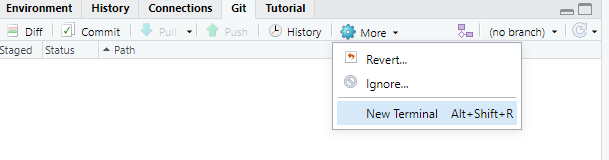 Environment History Connections Git Tutorial
Diff Commit Pull Push History More (no branch)
Staged Status Path
Revert...
Ignore...
New Terminal Alt+Shift+R